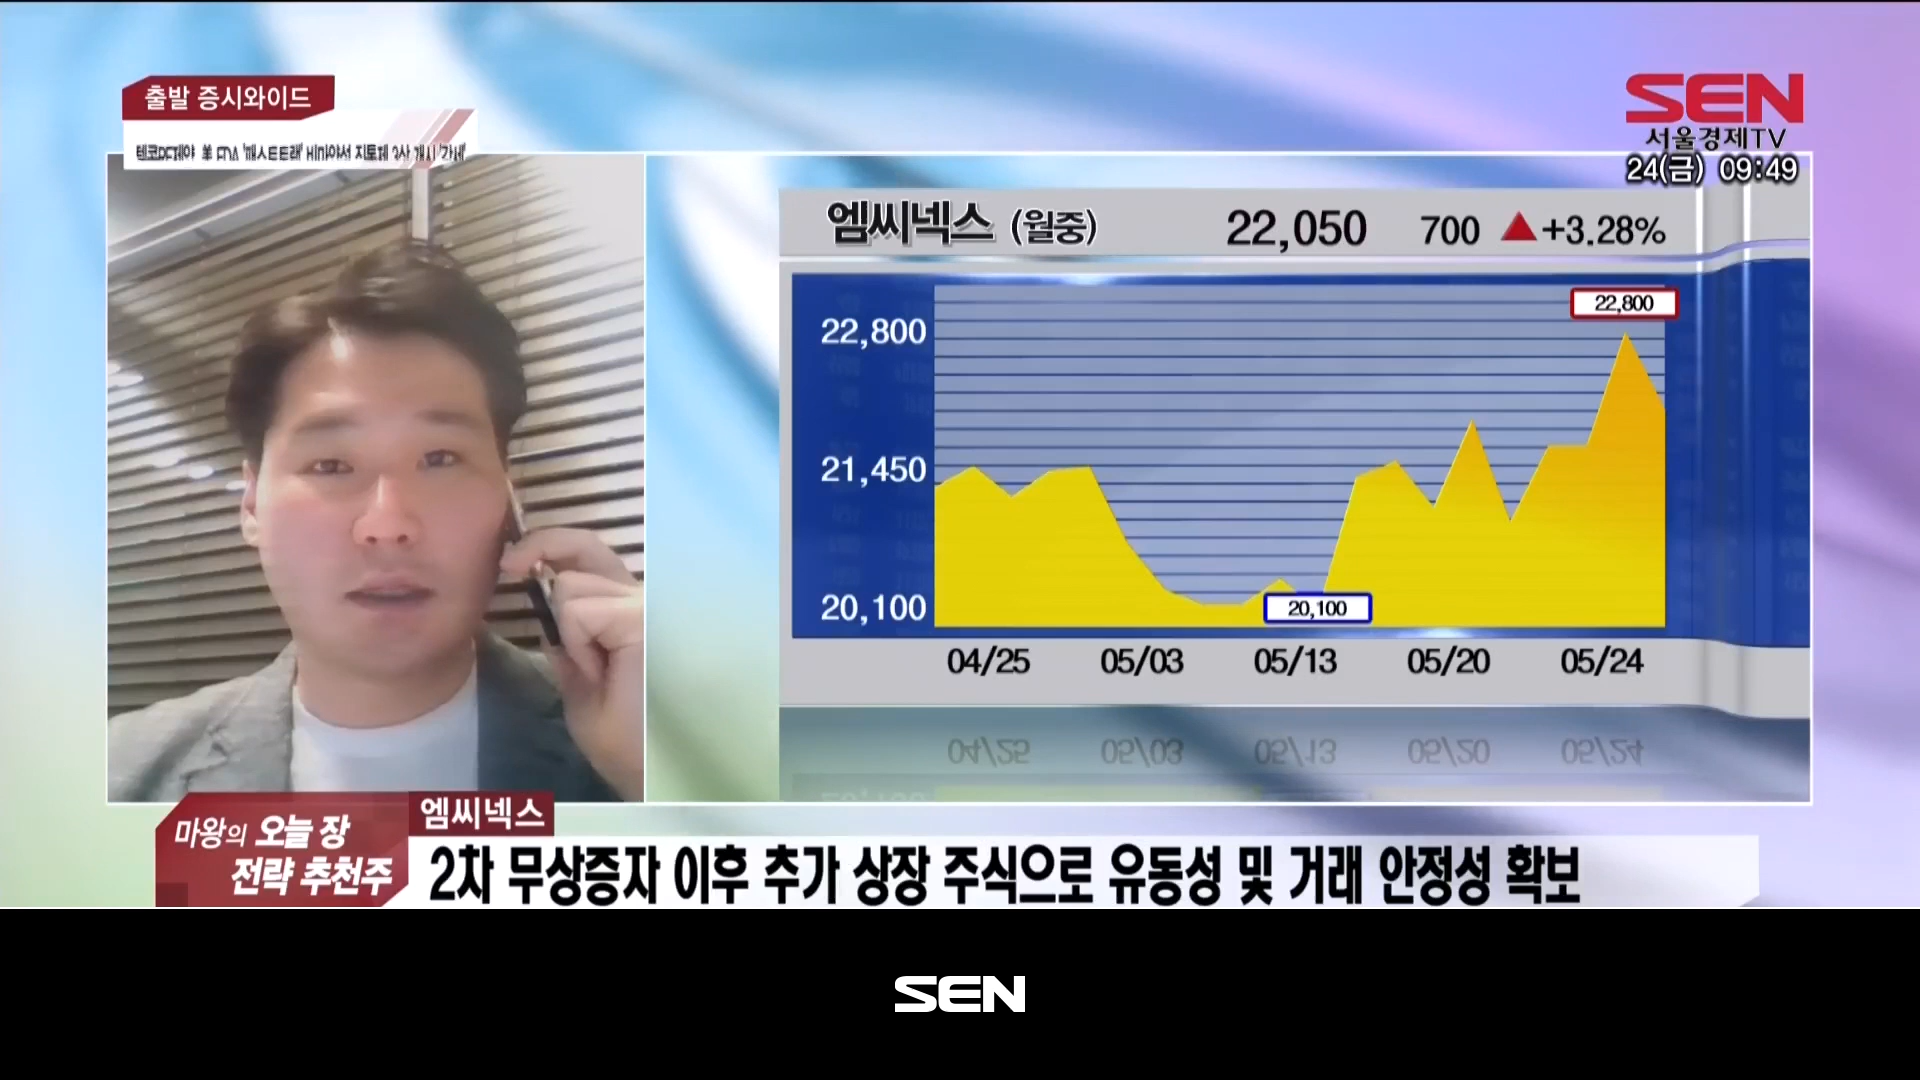 출발 증시와이드
SEN
서울경제TV
24(금) 09:49
엠씨넥스 (월중) 22,050 700 ▲+3.28%
22,800
22,800
21,450
20,100
20,100
04/25 05/03 05/13 05/20 05/24
마왕의 오늘 장
전략 추천주
엠씨넥스
2차 무상증자 이후 추가 상장 주식으로 유동성 및 거래 안정성 확보
SEN